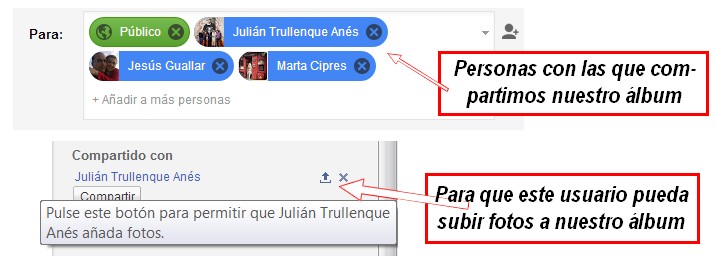 Para:
Público
Julián Trullenque Anés
Jesús Guallar
Marta Cipres
+ Añadir a más personas
Personas con las que com-
partimos nuestro álbum
Compartido con
Julián Trullenque Anés
Compartir
Pulse este botón para permitir que Julián Trullenque
Anés añada fotos.
Para que este usuario pueda
subir fotos a nuestro álbum